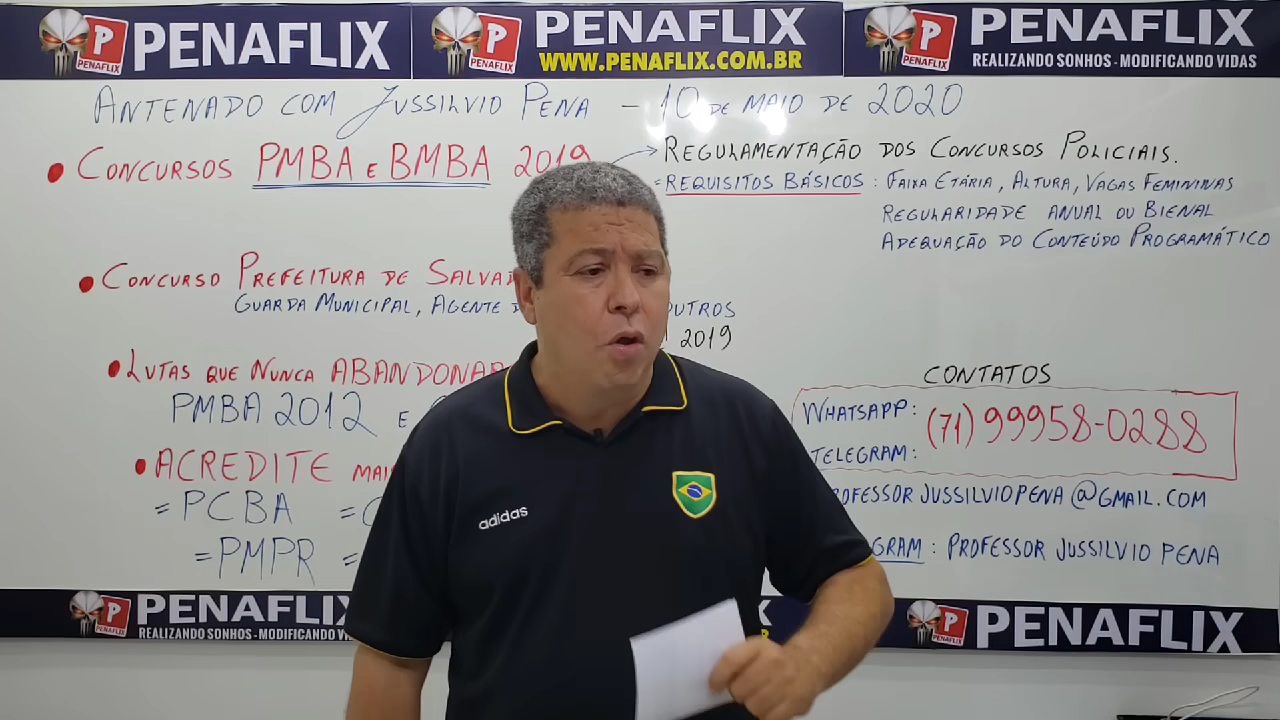 PENAFLIX
P
PENAFLIX
PENAFLIX
WWW.PENAFLIX.COM.BR
P
PENAFLIX
PENAFLIX
REALIZANDO SONHOS - MODIFICANDO VIDAS
P
PENAFLIX
ANTENADO COM JUSSILVIO PENA - 10 DE MAIO DE 2020
• CONCURSOS PMBA E BMBA 2019
REGULAMENTAÇÃO DOS CONCURSOS POLICIAIS.
= REQUISITOS BÁSICOS : FAIXA ETÁRIA, ALTURA, VAGAS FEMININAS
REGULARIDADE ANUAL OU BIENAL
ADEQUAÇÃO DO CONTEÚDO PROGRAMÁTICO
• CONCURSO PREFEITURA DE
GUARDA MUNICIPAL, AGENTE
OUTROS
2019
• LUTAS QUE NUNCA
PMBA 2012 E
• ACREDITE
= PCBA =
= PMPR =
CONTATOS
WHATSAPP: (71) 99958-0288
TELEGRAM:
JUSSILVIOPENA@GMAIL.COM
: PROFESSOR JUSSILVIO PENA
adidas
P
PENAFLIX
PENAFLIX
REALIZANDO SONHOS - MODIFICANDO
P
PENAFLIX
PENAFLIX